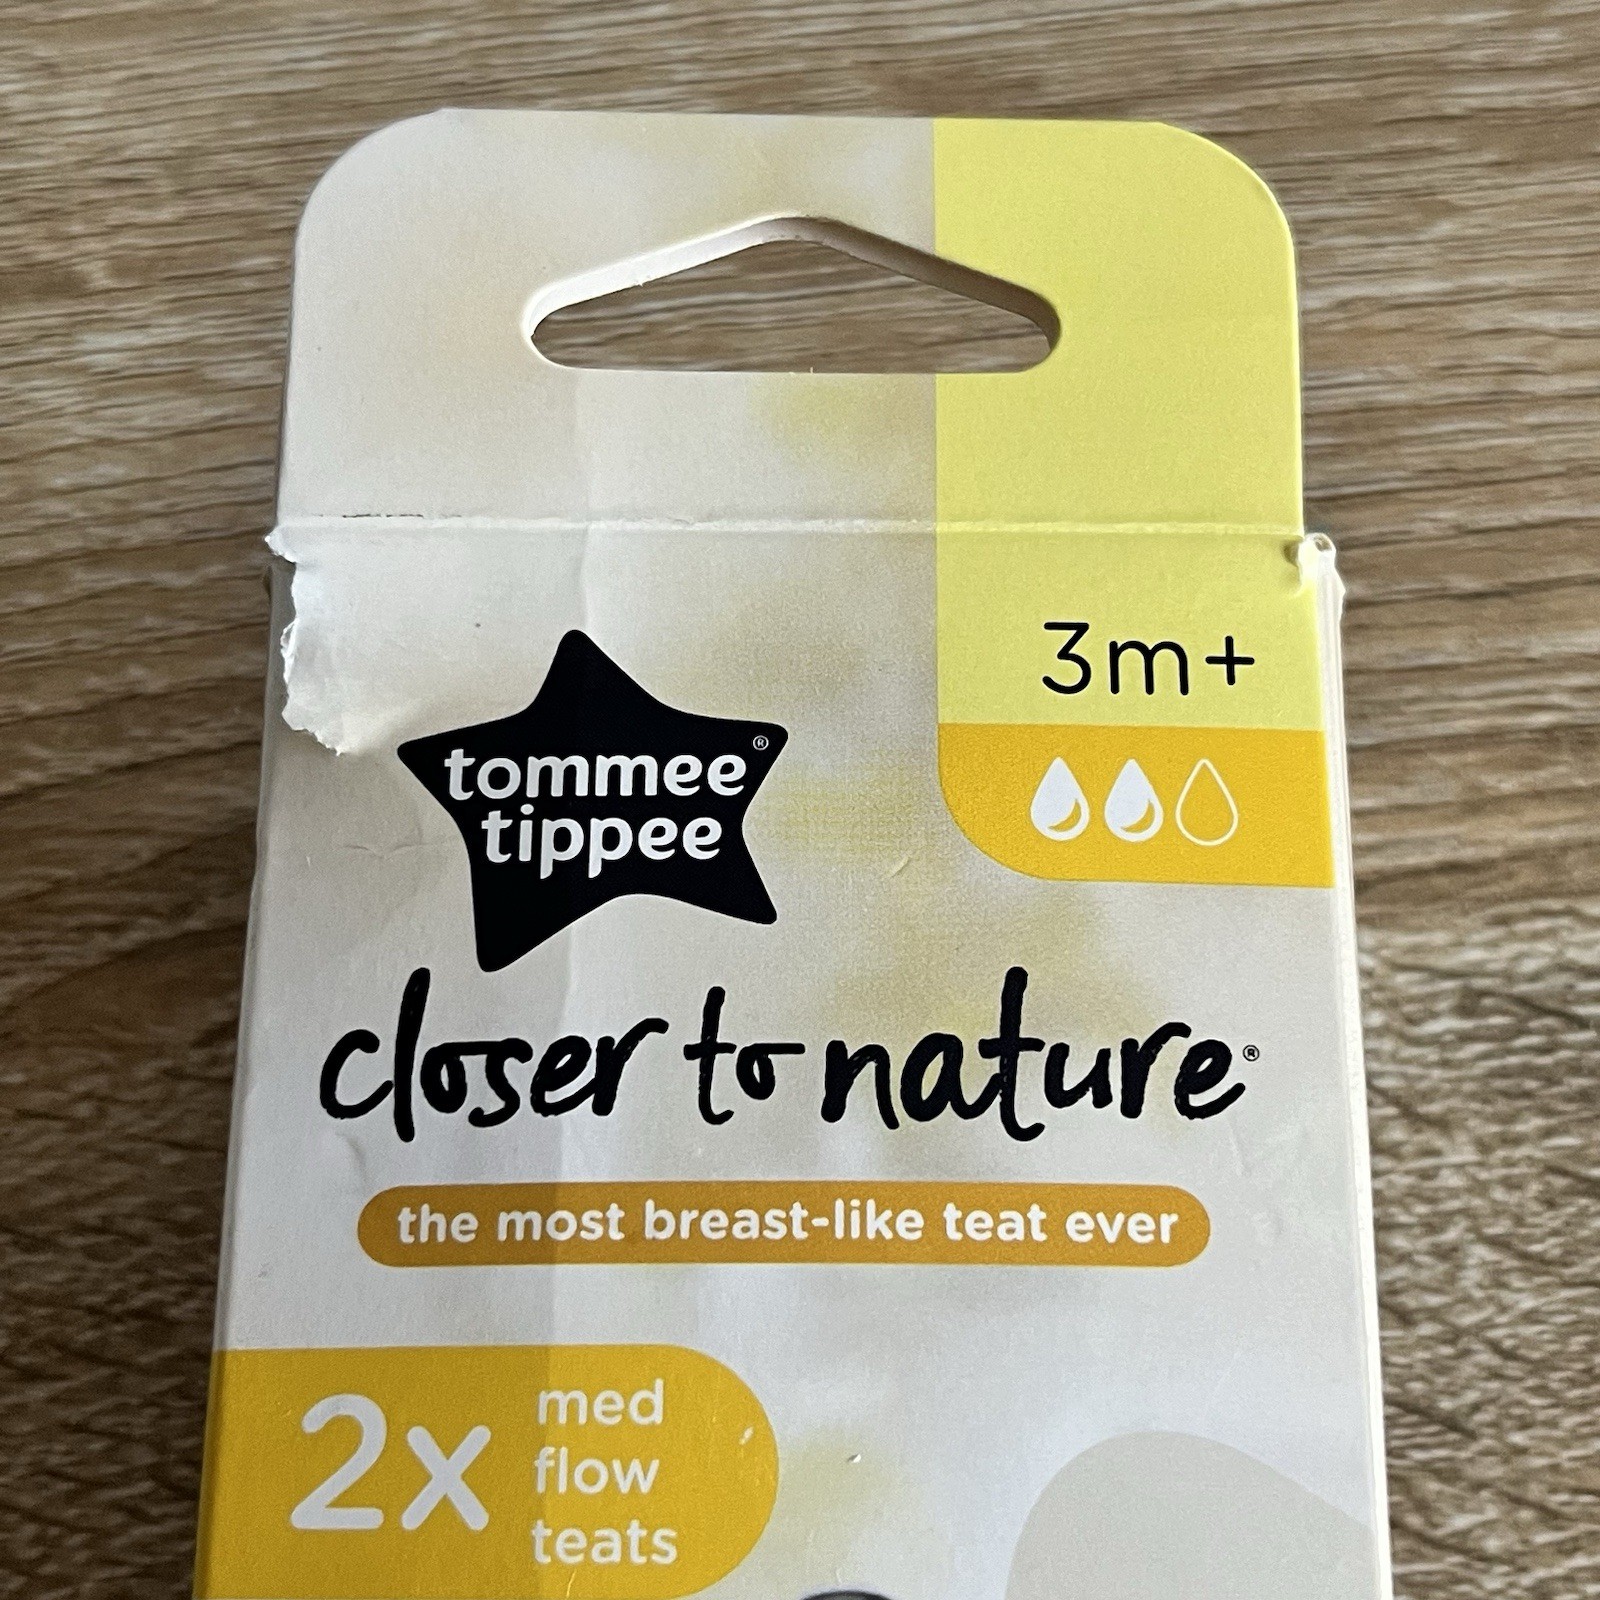 3m+
tommee®
tippee
closer to nature®
the most breast-like teat ever
2x
med
flow
teats